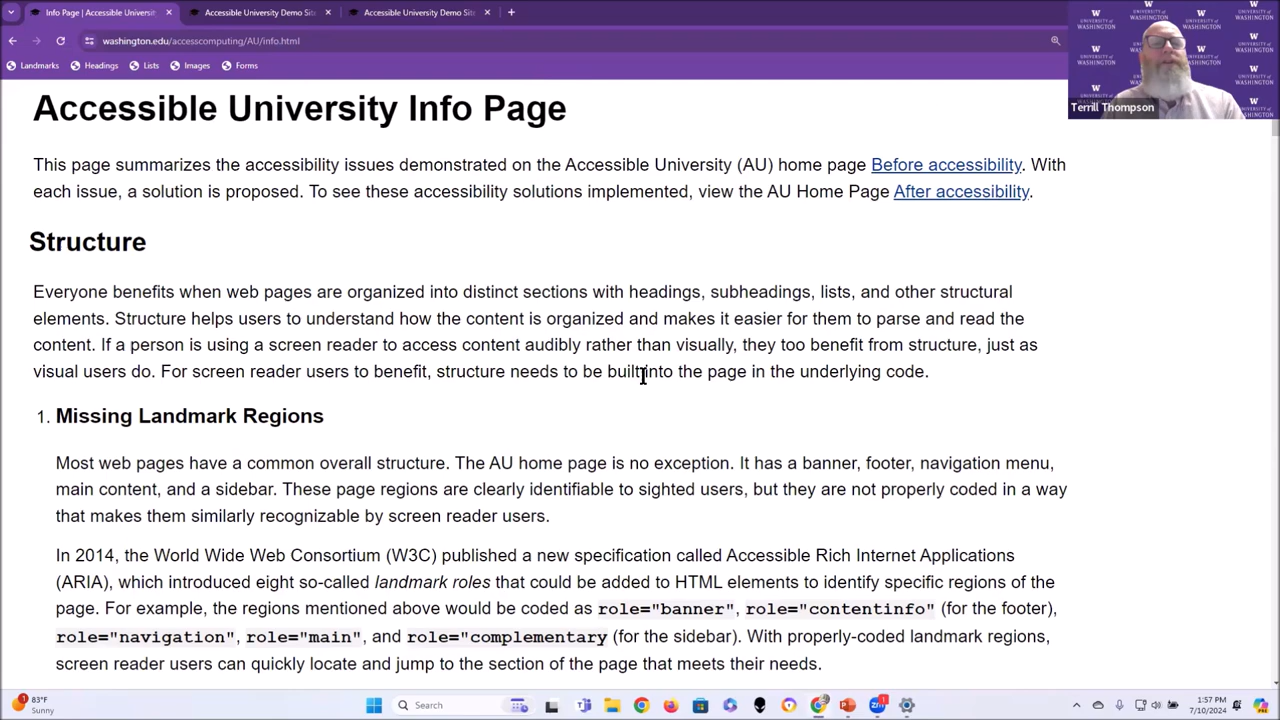 Info Page | Accessible Universi
Accessible University Demo Sit
Accessible University Demo Sit
washington.edu/accesscomputing/AU/info.html
Landmarks
Headings
Lists
Images
Forms
Terrill Thompson
Accessible University Info Page
This page summarizes the accessibility issues demonstrated on the Accessible University (AU) home page Before accessibility. With
each issue, a solution is proposed. To see these accessibility solutions implemented, view the AU Home Page After accessibility.
Structure
Everyone benefits when web pages are organized into distinct sections with headings, subheadings, lists, and other structural
elements. Structure helps users to understand how the content is organized and makes it easier for them to parse and read the
content. If a person is using a screen reader to access content audibly rather than visually, they too benefit from structure, just as
visual users do. For screen reader users to benefit, structure needs to be built into the page in the underlying code.
1. Missing Landmark Regions
Most web pages have a common overall structure. The AU home page is no exception. It has a banner, footer, navigation menu,
main content, and a sidebar. These page regions are clearly identifiable to sighted users, but they are not properly coded in a way
that makes them similarly recognizable by screen reader users.
In 2014, the World Wide Web Consortium (W3C) published a new specification called Accessible Rich Internet Applications
(ARIA), which introduced eight so-called landmark roles that could be added to HTML elements to identify specific regions of the
page. For example, the regions mentioned above would be coded as role="banner", role="contentinfo" (for the footer),
role="navigation", role="main", and role="complementary (for the sidebar). With properly-coded landmark regions,
screen reader users can quickly locate and jump to the section of the page that meets their needs.
83°F
Sunny
Search
1:57 PM
7/10/2024